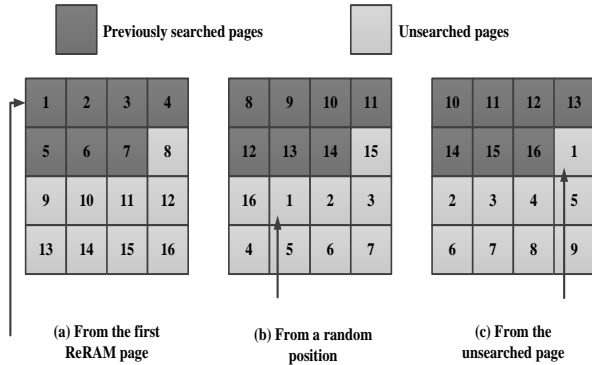 Previously searched pages Unsearched pages
1 2 3 4 8 9 10 11 10 11 12 13
5 6 7 8 12 13 14 15 14 15 16 1
9 10 11 12 16 1 2 3 2 3 4 5
13 14 15 16 4 5 6 7 6 7 8 9
(a) From the first (b) From a random (c) From the
ReRAM page position unsearched page